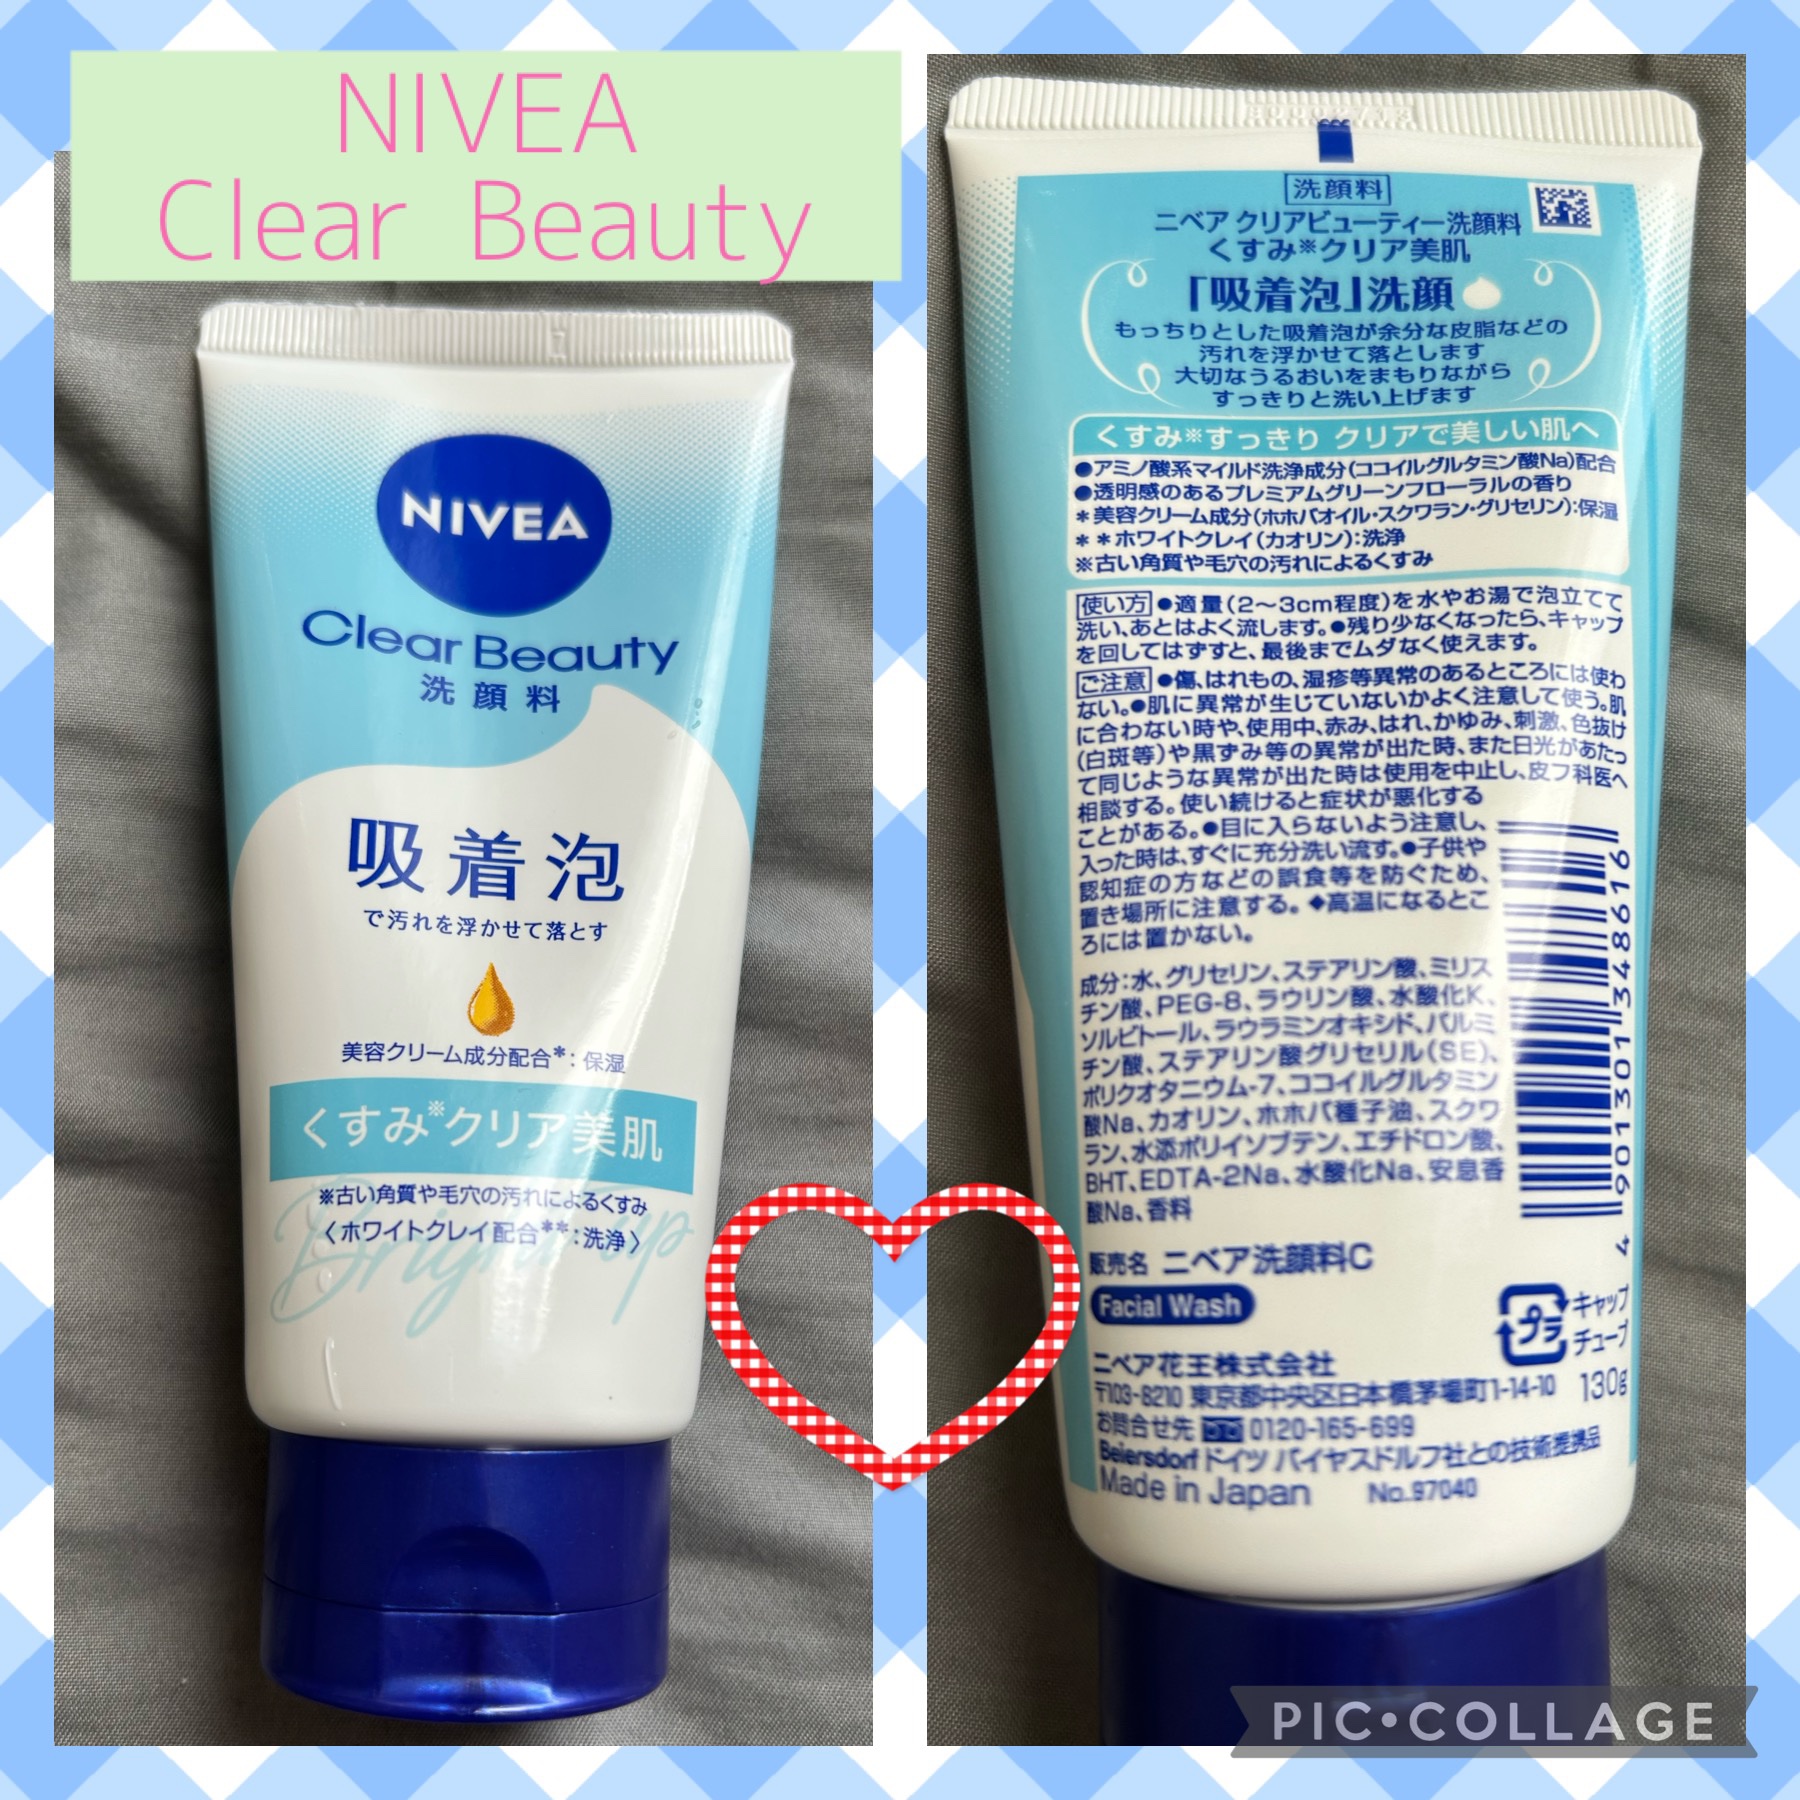 NIVEA
Clear Beauty
NIVEA
Clear Beauty
洗顔料
吸着泡
で汚れを浮かせて落とす
美容クリーム成分配合*:保湿
くすみ※クリア美肌
※古い角質や毛穴の汚れによるくすみ
〈ホワイトクレイ配合**:洗浄〉
Bright up
洗顔料
ニベア クリアビューティー洗顔料
くすみ※クリア美肌
「吸着泡」洗顔
もっちりとした吸着泡が余分な皮脂などの
汚れを浮かせて落とします
大切なうるおいをまもりながら
すっきりと洗い上げます
くすみ※すっきり クリアで美しい肌へ
●アミノ酸系マイルド洗浄成分(ココイルグルタミン酸Na)配合
●透明感のあるプレミアムグリーンフローラルの香り
*美容クリーム成分(ホホバオイル・スクワラン・グリセリン):保湿
**ホワイトクレイ(カオリン):洗浄
※古い角質や毛穴の汚れによるくすみ
使い方●適量(2〜3cm程度)を水やお湯で泡立てて
洗い、あとはよく流します。●残り少なくなったら、キャップ
を回してはずすと、最後までムダなく使えます。
ご注意●傷、はれもの、湿疹等異常のあるところには使わ
ない。●肌に異常が生じていないかよく注意して使う。肌
に合わない時や、使用中、赤み、はれ、かゆみ、刺激、色抜け
(白斑等)や黒ずみ等の異常が出た時、また日光があたっ
て同じような異常が出た時は使用を中止し、皮フ科医へ
相談する。使い続けると症状が悪化する
ことがある。●目に入らないよう注意し、
入った時は、すぐに充分洗い流す。●子供や
認知症の方などの誤食等を防ぐため、
置き場所に注意する。◆高温になるとこ
ろには置かない。
成分:水、グリセリン、ステアリン酸、ミリス
チン酸、PEG-8、ラウリン酸、水酸化K、
ソルビトール、ラウラミンオキシド、パルミ
チン酸、ステアリン酸グリセリル(SE)、
ポリクオタニウム-7、ココイルグルタミン
酸Na、カオリン、ホホバ種子油、スクワ
ラン、水添ポリイソブテン、エチドロン酸、
BHT、EDTA-2Na、水酸化Na、安息香
酸Na、香料
4 901301 348616
販売名 ニベア洗顔料C
Facial Wash
プラ
キャップ
チューブ
ニベア花王株式会社
〒103-8210 東京都中央区日本橋茅場町1-14-10
130g
お問合せ先 0120-165-699
Beiersdorf ドイツ バイヤスドルフ社との技術提携品
Made in Japan No.97040
PIC•COLLAGE